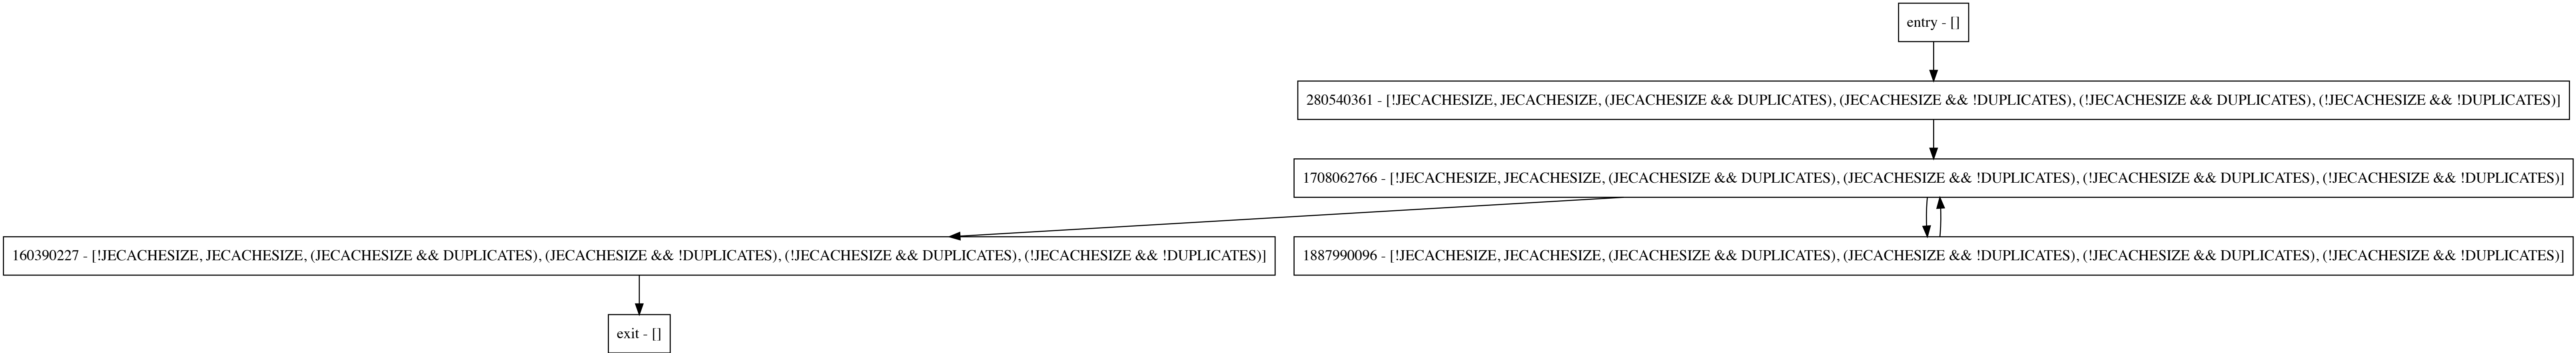 entry - []
280540361 - [!JECACHESIZE, JECACHESIZE, (JECACHESIZE && DUPLICATES), (JECACHESIZE && !DUPLICATES), (!JECACHESIZE && DUPLICATES), (!JECACHESIZE && !DUPLICATES)]
1708062766 - [!JECACHESIZE, JECACHESIZE, (JECACHESIZE && DUPLICATES), (JECACHESIZE && !DUPLICATES), (!JECACHESIZE && DUPLICATES), (!JECACHESIZE && !DUPLICATES)]
160390227 - [!JECACHESIZE, JECACHESIZE, (JECACHESIZE && DUPLICATES), (JECACHESIZE && !DUPLICATES), (!JECACHESIZE && DUPLICATES), (!JECACHESIZE && !DUPLICATES)]
1887990096 - [!JECACHESIZE, JECACHESIZE, (JECACHESIZE && DUPLICATES), (JECACHESIZE && !DUPLICATES), (!JECACHESIZE && DUPLICATES), (!JECACHESIZE && !DUPLICATES)]
exit - []